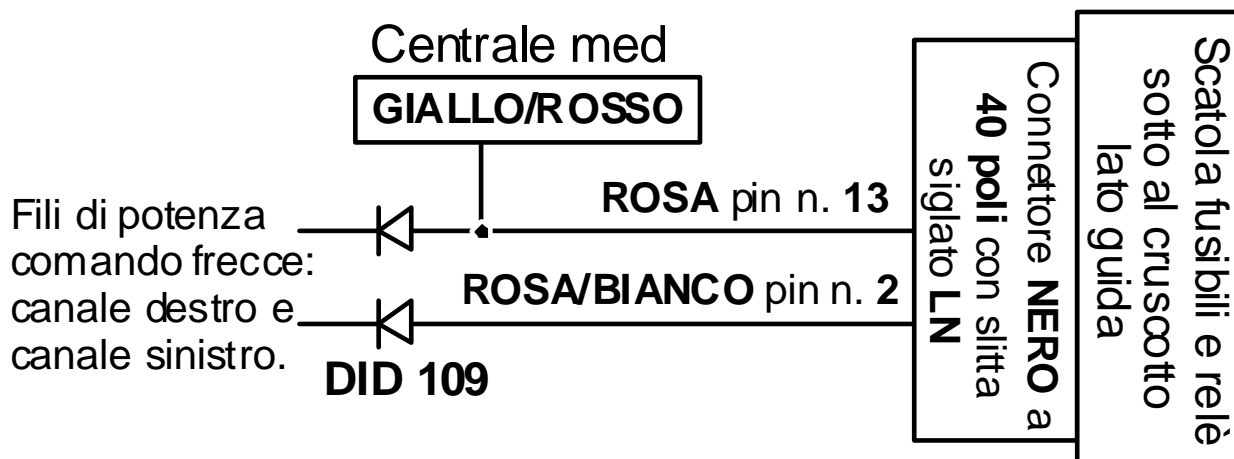 Centrale med
GIALLO/ROSSO
Fili di potenza
comando frecce:
canale destro e
canale sinistro.
ROSA pin n. 13
ROSA/BIANCO pin n. 2
DID 109
Connettore NERO a
40 poli con slitta
siglato LN
Scatola fusibili e relè
sotto al cruscotto
lato guida